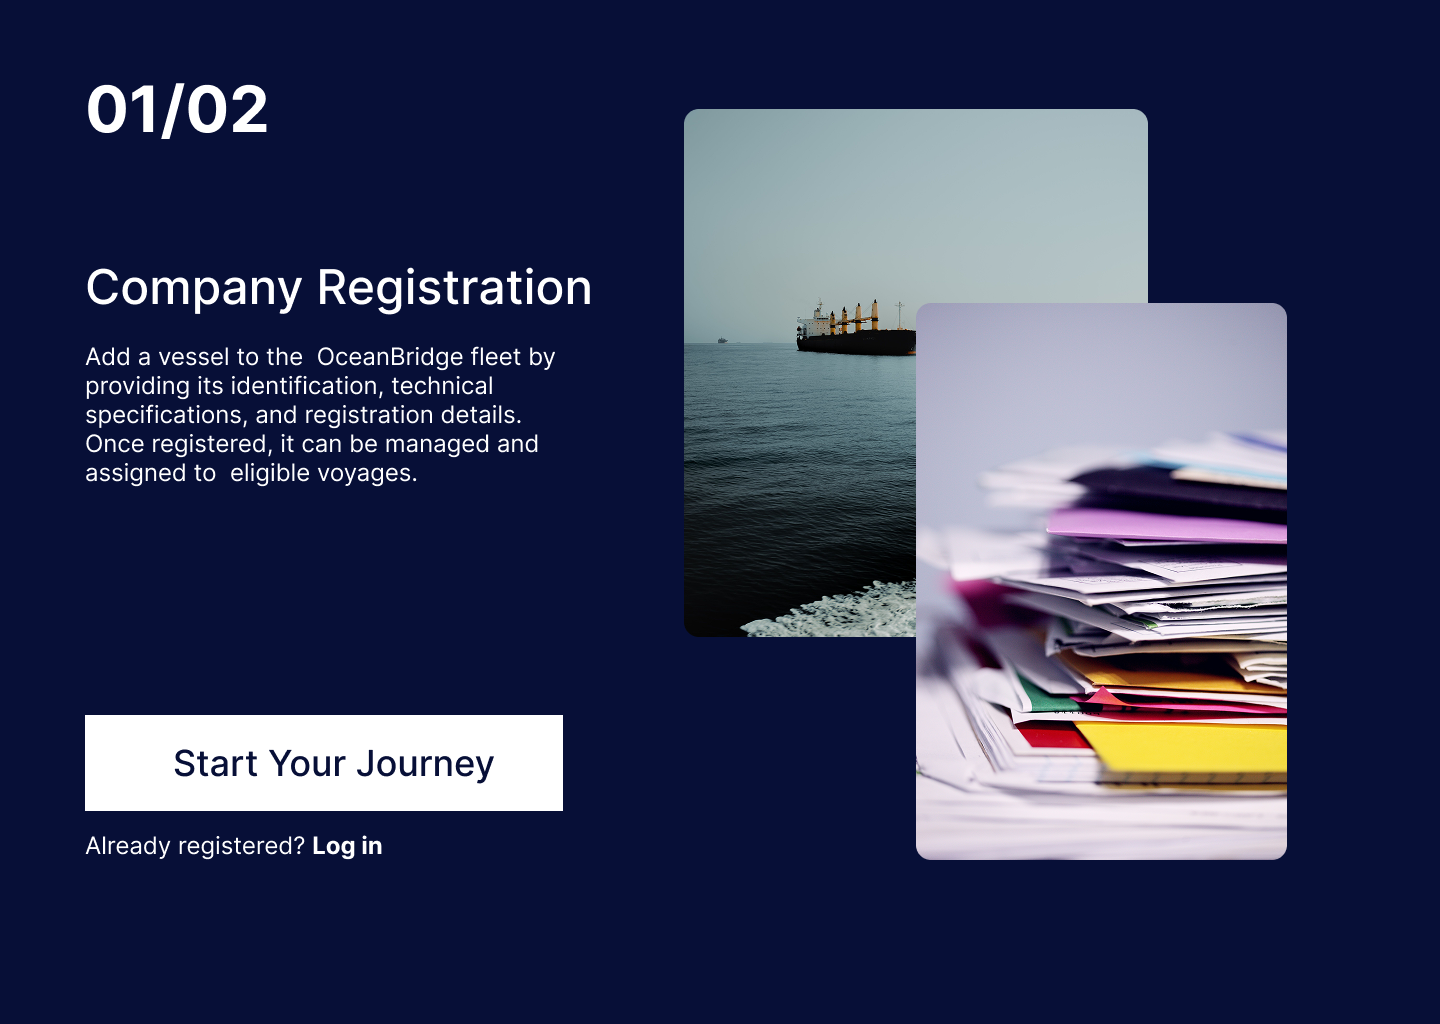 01/02
Company Registration
Add a vessel to the  OceanBridge fleet by
providing its identification, technical
specifications, and registration details.
Once registered, it can be managed and
assigned to  eligible voyages.
Start Your Journey
Already registered? Log in